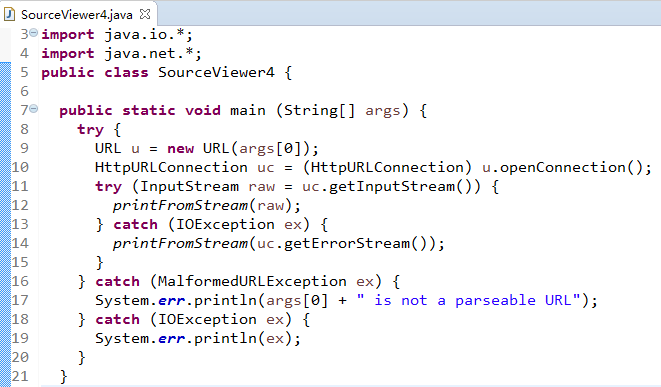 SourceViewer4.java
3 import java.io.*;
4 import java.net.*;
5 public class SourceViewer4 {
6
7 public static void main (String[] args) {
8 try {
9 URL u = new URL(args[0]);
10 HttpURLConnection uc = (HttpURLConnection) u.openConnection();
11 try (InputStream raw = uc.getInputStream()) {
12 printFromStream(raw);
13 } catch (IOException ex) {
14 printFromStream(uc.getErrorStream());
15 }
16 } catch (MalformedURLException ex) {
17 System.err.println(args[0] + " is not a parseable URL");
18 } catch (IOException ex) {
19 System.err.println(ex);
20 }
21 }